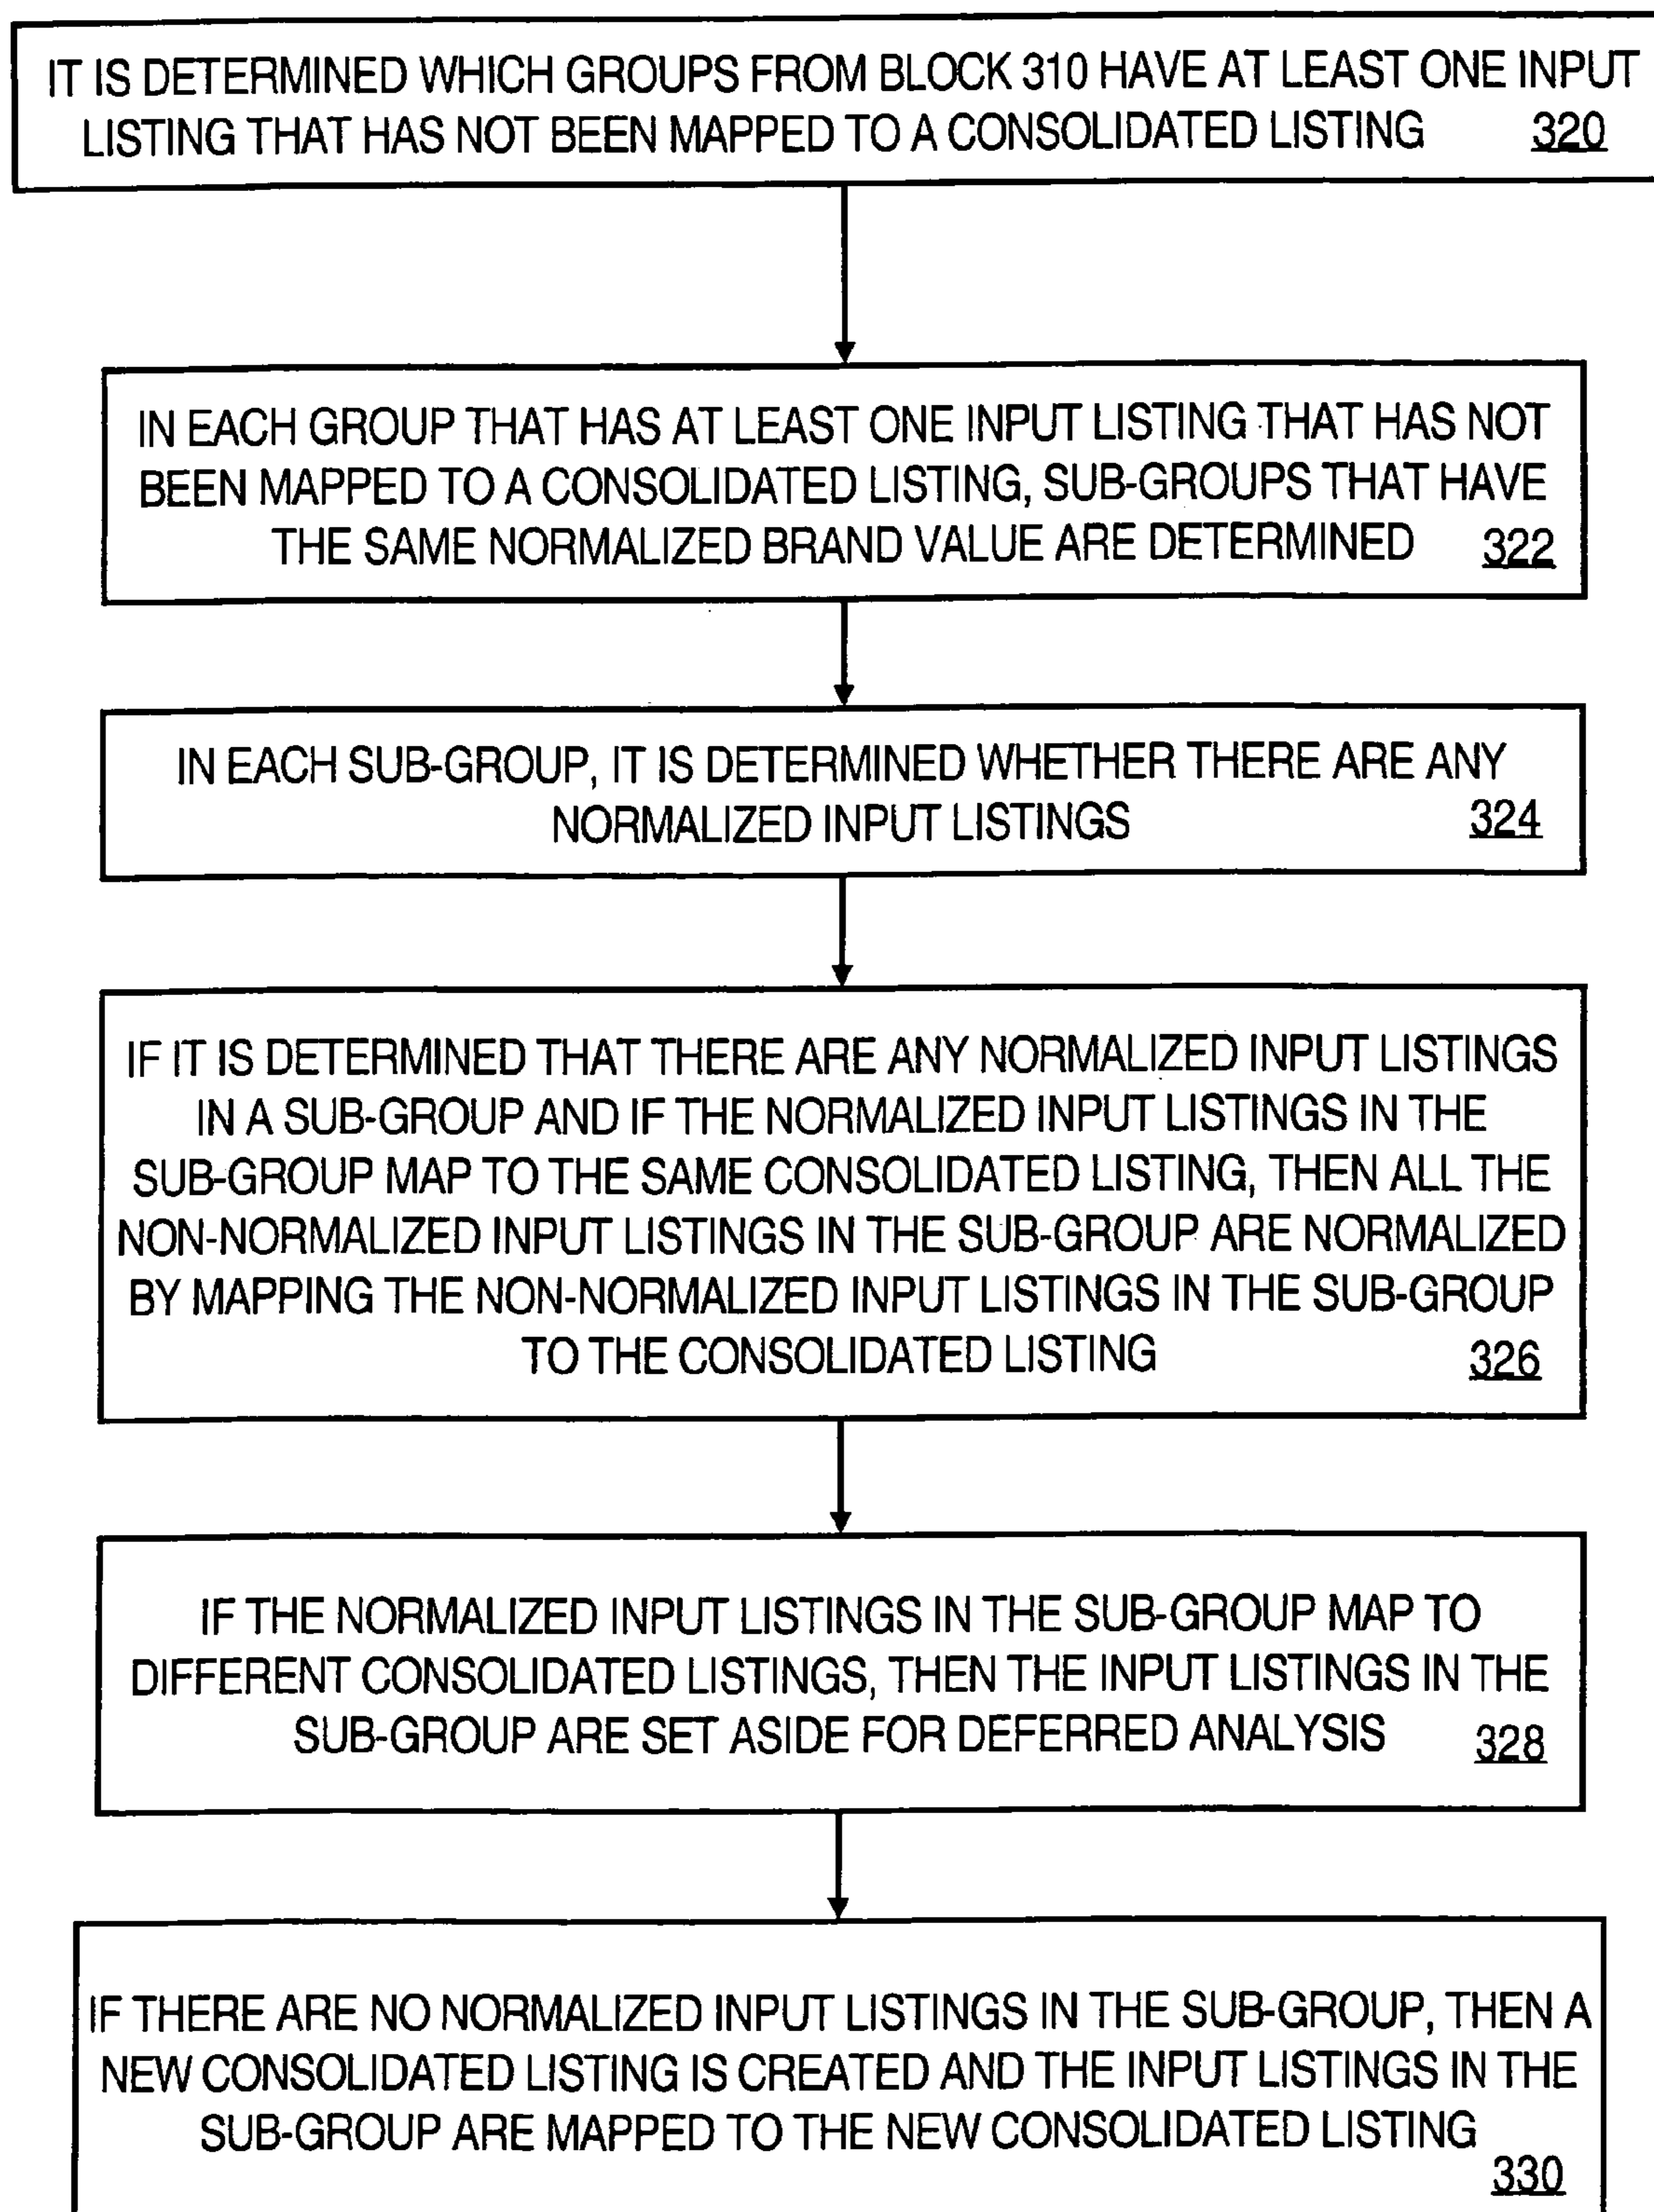 IT IS DETERMINED WHICH GROUPS FROM BLOCK 310 HAVE AT LEAST ONE INPUT
LISTING THAT HAS NOT BEEN MAPPED TO A CONSOLIDATED LISTING 320
IN EACH GROUP THAT HAS AT LEAST ONE INPUT LISTING THAT HAS NOT
BEEN MAPPED TO A CONSOLIDATED LISTING, SUB-GROUPS THAT HAVE
THE SAME NORMALIZED BRAND VALUE ARE DETERMINED 322
IN EACH SUB-GROUP, IT IS DETERMINED WHETHER THERE ARE ANY
NORMALIZED INPUT LISTINGS 324
IF IT IS DETERMINED THAT THERE ARE ANY NORMALIZED INPUT LISTINGS
IN A SUB-GROUP AND IF THE NORMALIZED INPUT LISTINGS IN THE
SUB-GROUP MAP TO THE SAME CONSOLIDATED LISTING, THEN ALL THE
NON-NORMALIZED INPUT LISTINGS IN THE SUB-GROUP ARE NORMALIZED
BY MAPPING THE NON-NORMALIZED INPUT LISTINGS IN THE SUB-GROUP
TO THE CONSOLIDATED LISTING 326
IF THE NORMALIZED INPUT LISTINGS IN THE SUB-GROUP MAP TO
DIFFERENT CONSOLIDATED LISTINGS, THEN THE INPUT LISTINGS IN THE
SUB-GROUP ARE SET ASIDE FOR DEFERRED ANALYSIS 328
IF THERE ARE NO NORMALIZED INPUT LISTINGS IN THE SUB-GROUP, THEN A
NEW CONSOLIDATED LISTING IS CREATED AND THE INPUT LISTINGS IN THE
SUB-GROUP ARE MAPPED TO THE NEW CONSOLIDATED LISTING
330